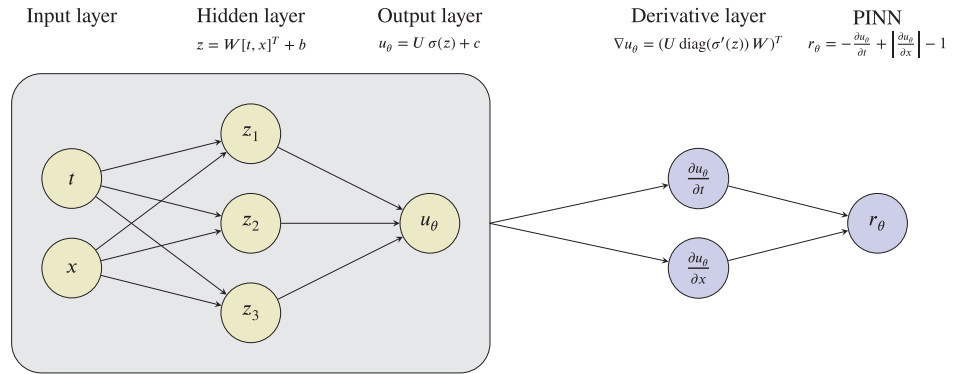 Input layer
Hidden layer
z = W[t, x]^T + b
Output layer
u_θ = U σ(z) + c
Derivative layer
∇u_θ = (U diag(σ′(z)) W)^T
PINN
r_θ = −∂u_θ/∂t + |∂u_θ/∂x| − 1
t
x
z_1
z_2
z_3
u_θ
∂u_θ/∂t
∂u_θ/∂x
r_θ